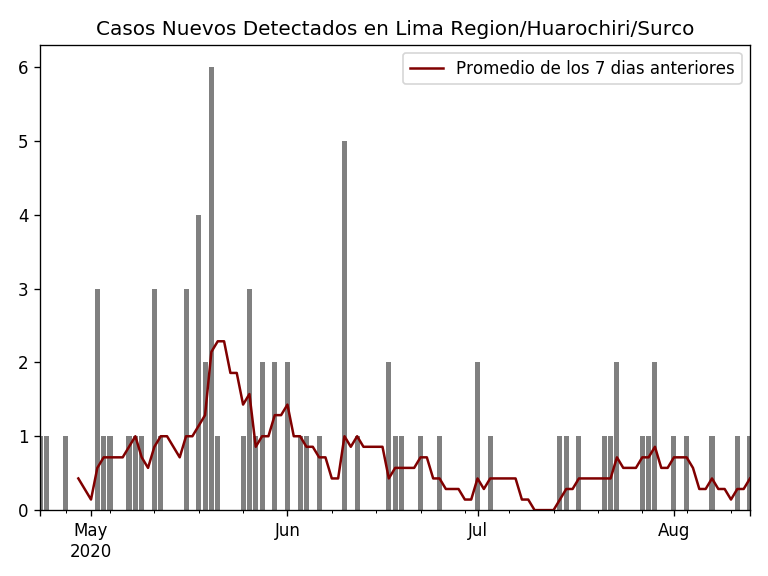 Casos Nuevos Detectados en Lima Region/Huarochiri/Surco
Promedio de los 7 dias anteriores
6
5
4
3
2
1
0
May
2020
Jun
Jul
Aug